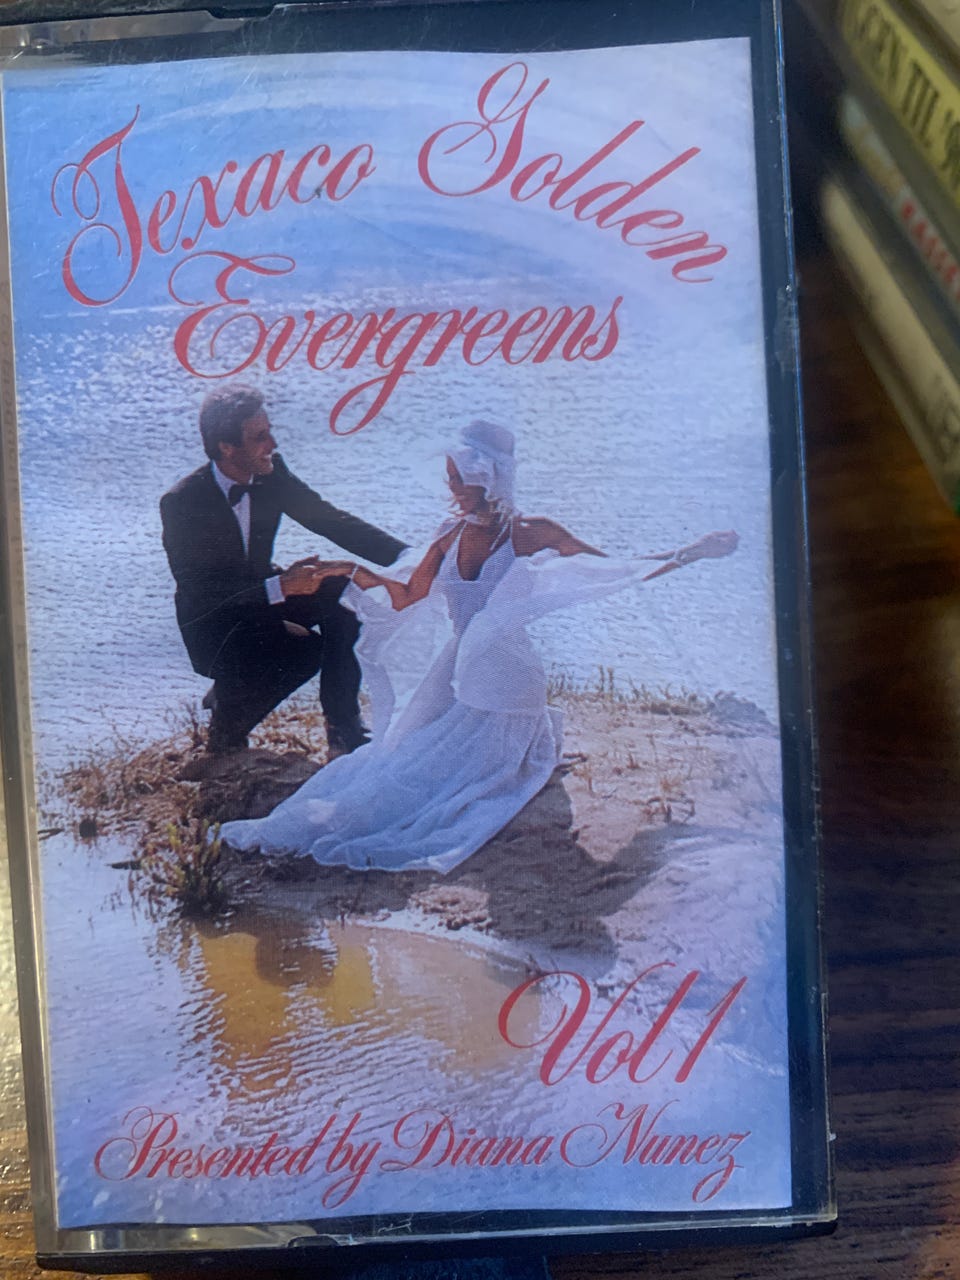 Texaco Golden
Evergreens
Vol 1
Presented by Diana Nunez